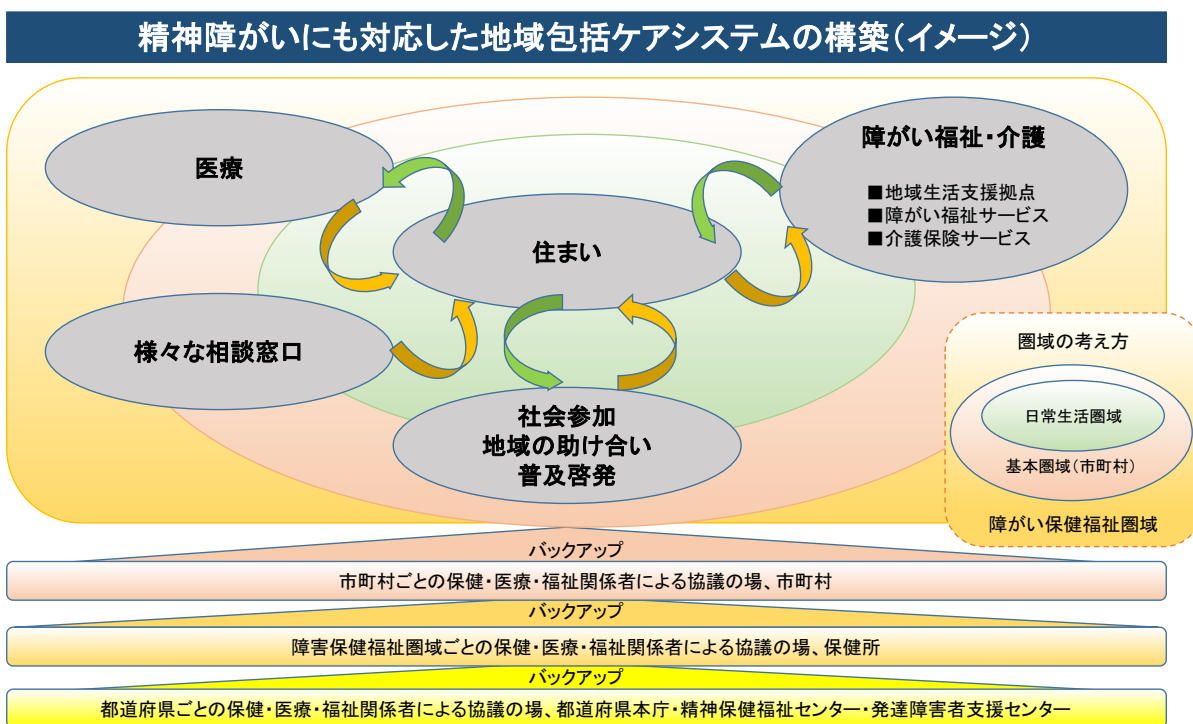 精神障がいにも対応した地域包括ケアシステムの構築（イメージ）
医療
障がい福祉・介護
■地域生活支援拠点
■障がい福祉サービス
■介護保険サービス
住まい
様々な相談窓口
社会参加
地域の助け合い
普及啓発
圏域の考え方
日常生活圏域
基本圏域（市町村）
障がい保健福祉圏域
バックアップ
市町村ごとの保健・医療・福祉関係者による協議の場、市町村
バックアップ
障害保健福祉圏域ごとの保健・医療・福祉関係者による協議の場、保健所
バックアップ
都道府県ごとの保健・医療・福祉関係者による協議の場、都道府県本庁・精神保健福祉センター・発達障害者支援センター